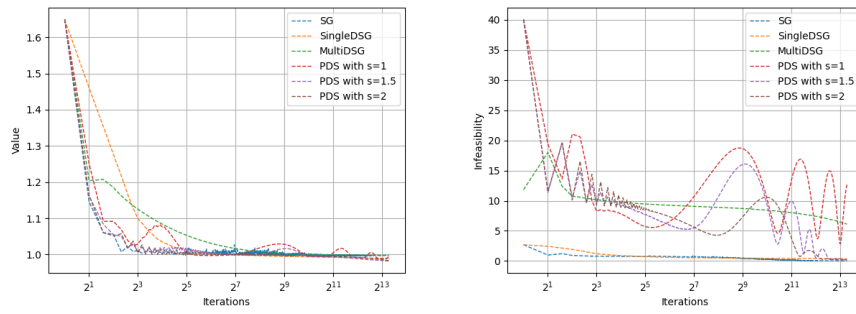 1.6
1.5
1.4
1.3
1.2
1.1
1.0
Value
SG
SingleDSG
MultiDSG
PDS with s=1
PDS with s=1.5
PDS with s=2
2^1 2^3 2^5 2^7 2^9 2^11 2^13
Iterations
40
35
30
25
20
15
10
5
0
Infeasibility
SG
SingleDSG
MultiDSG
PDS with s=1
PDS with s=1.5
PDS with s=2
2^1 2^3 2^5 2^7 2^9 2^11 2^13
Iterations